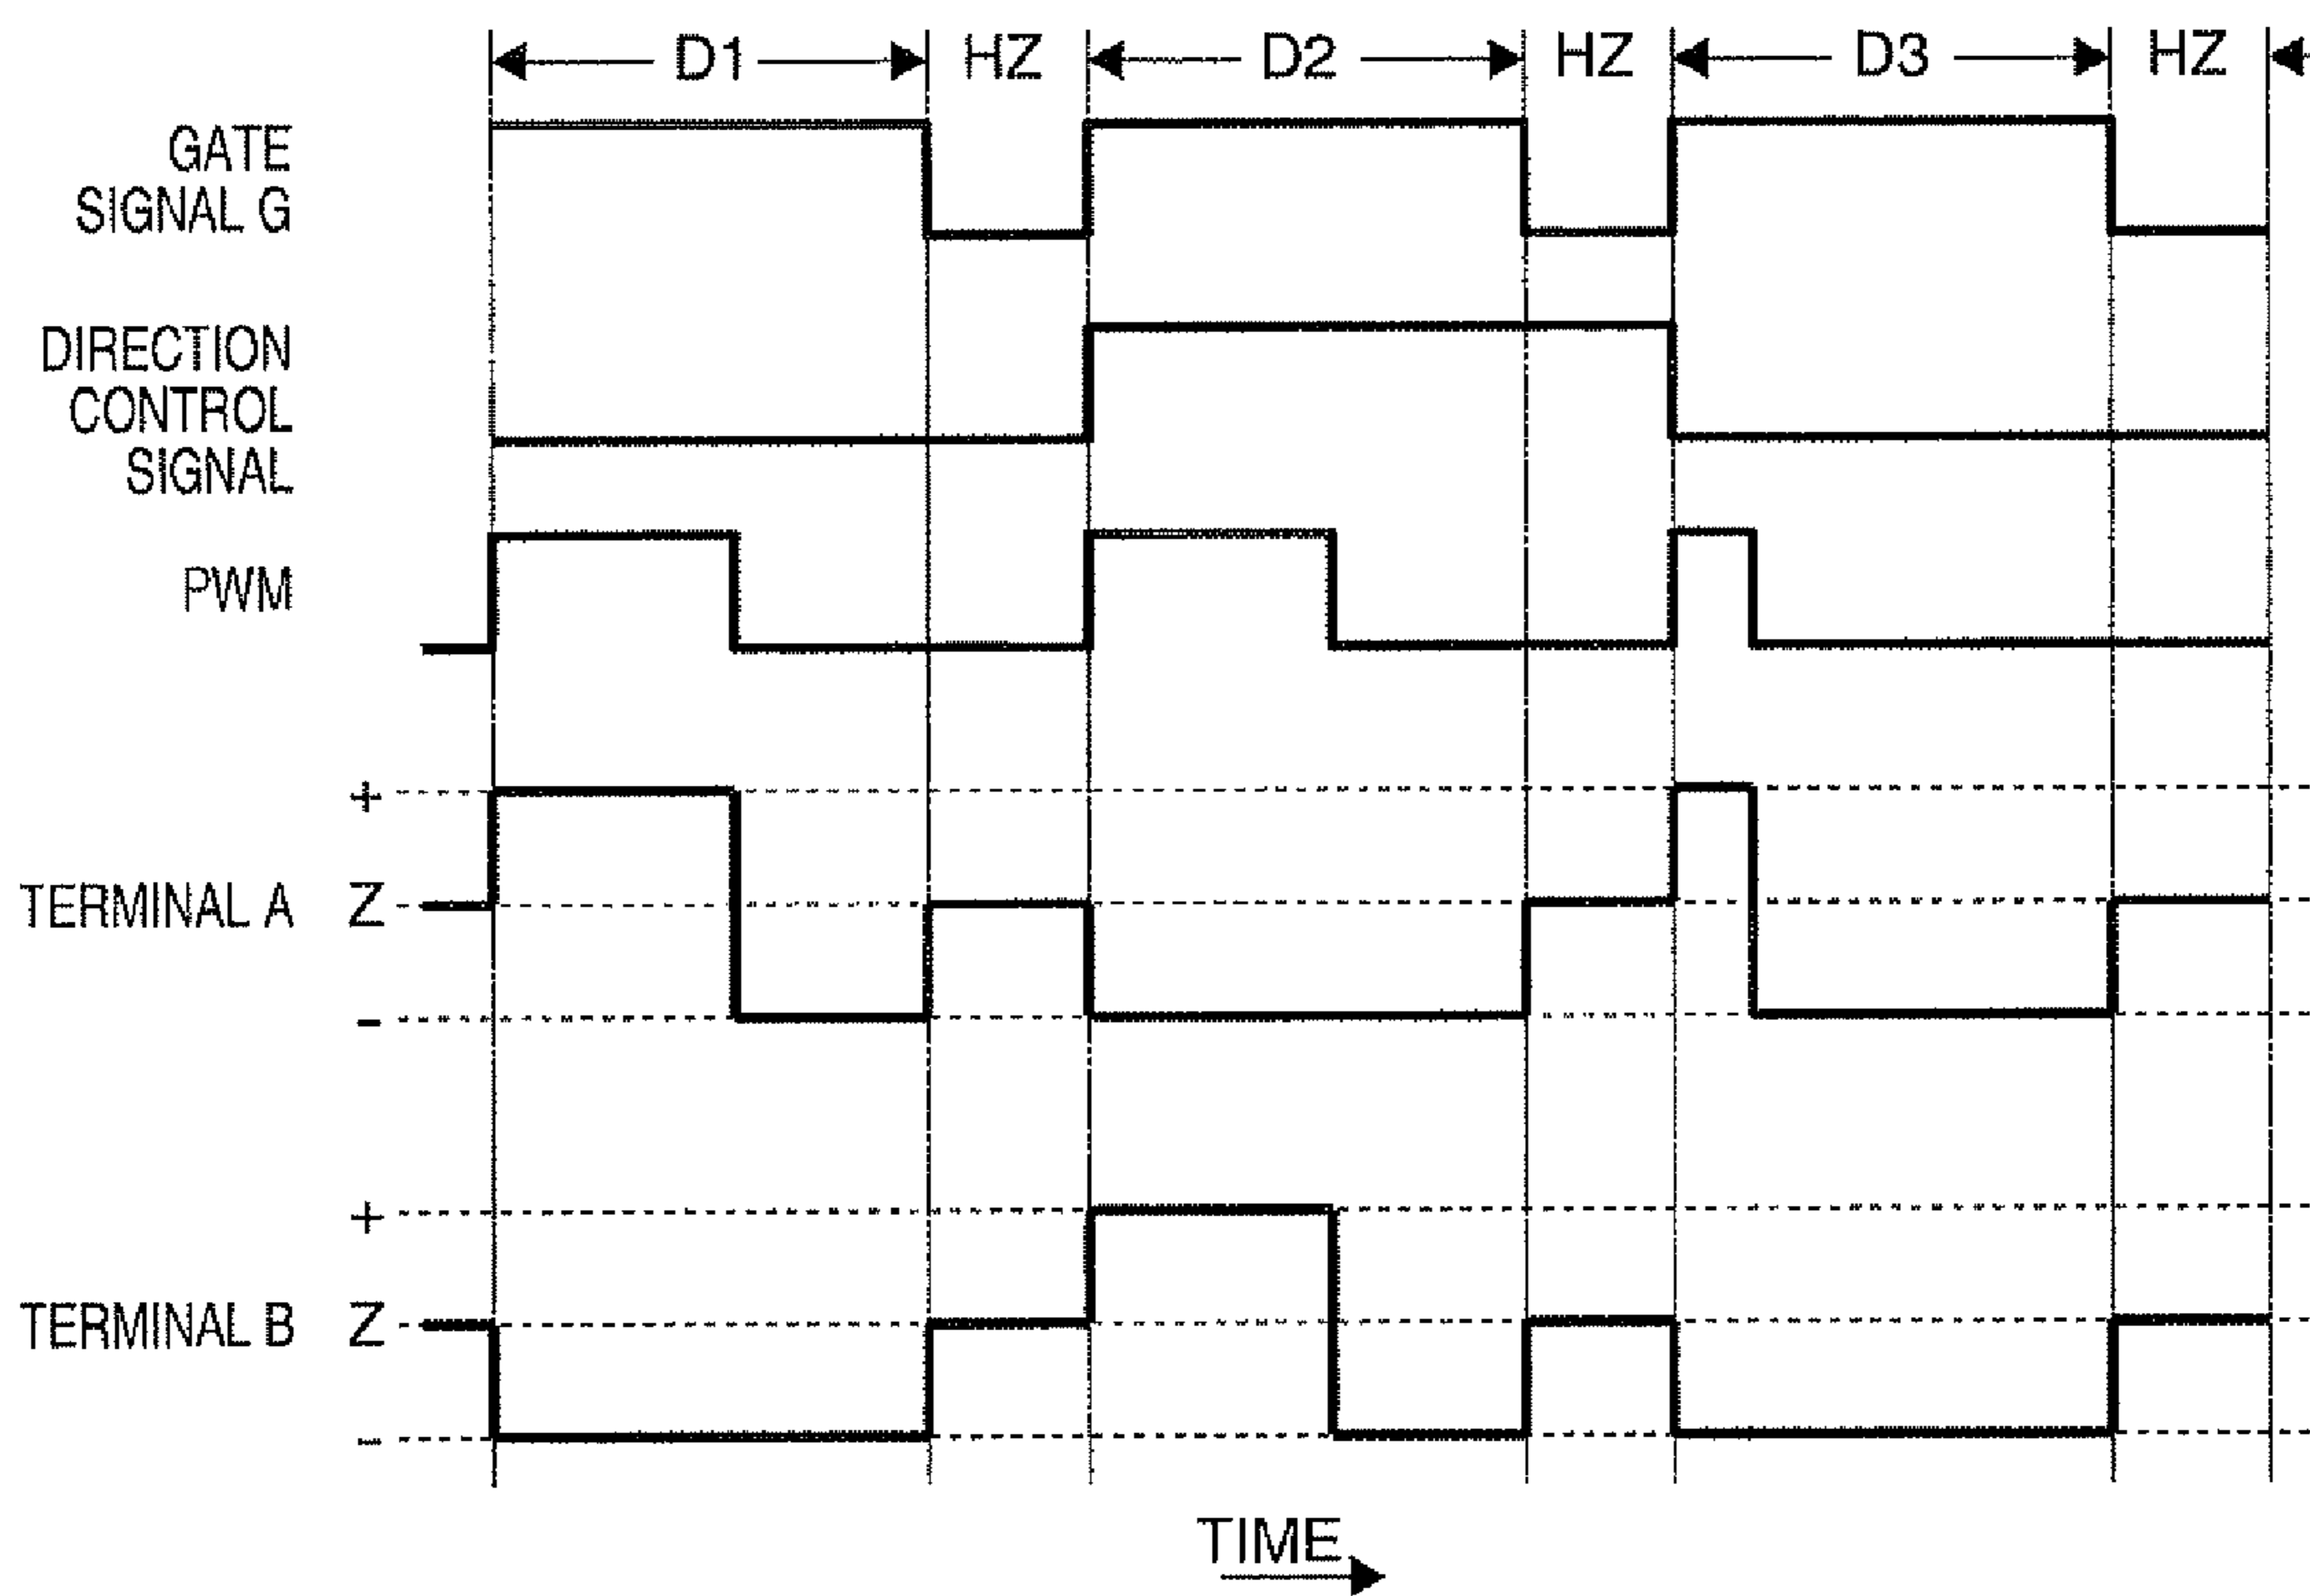 D1 HZ D2 HZ D3 HZ
GATE
SIGNAL G
DIRECTION
CONTROL
SIGNAL
PWM
+
TERMINAL A Z
-
+
TERMINAL B Z
-
TIME